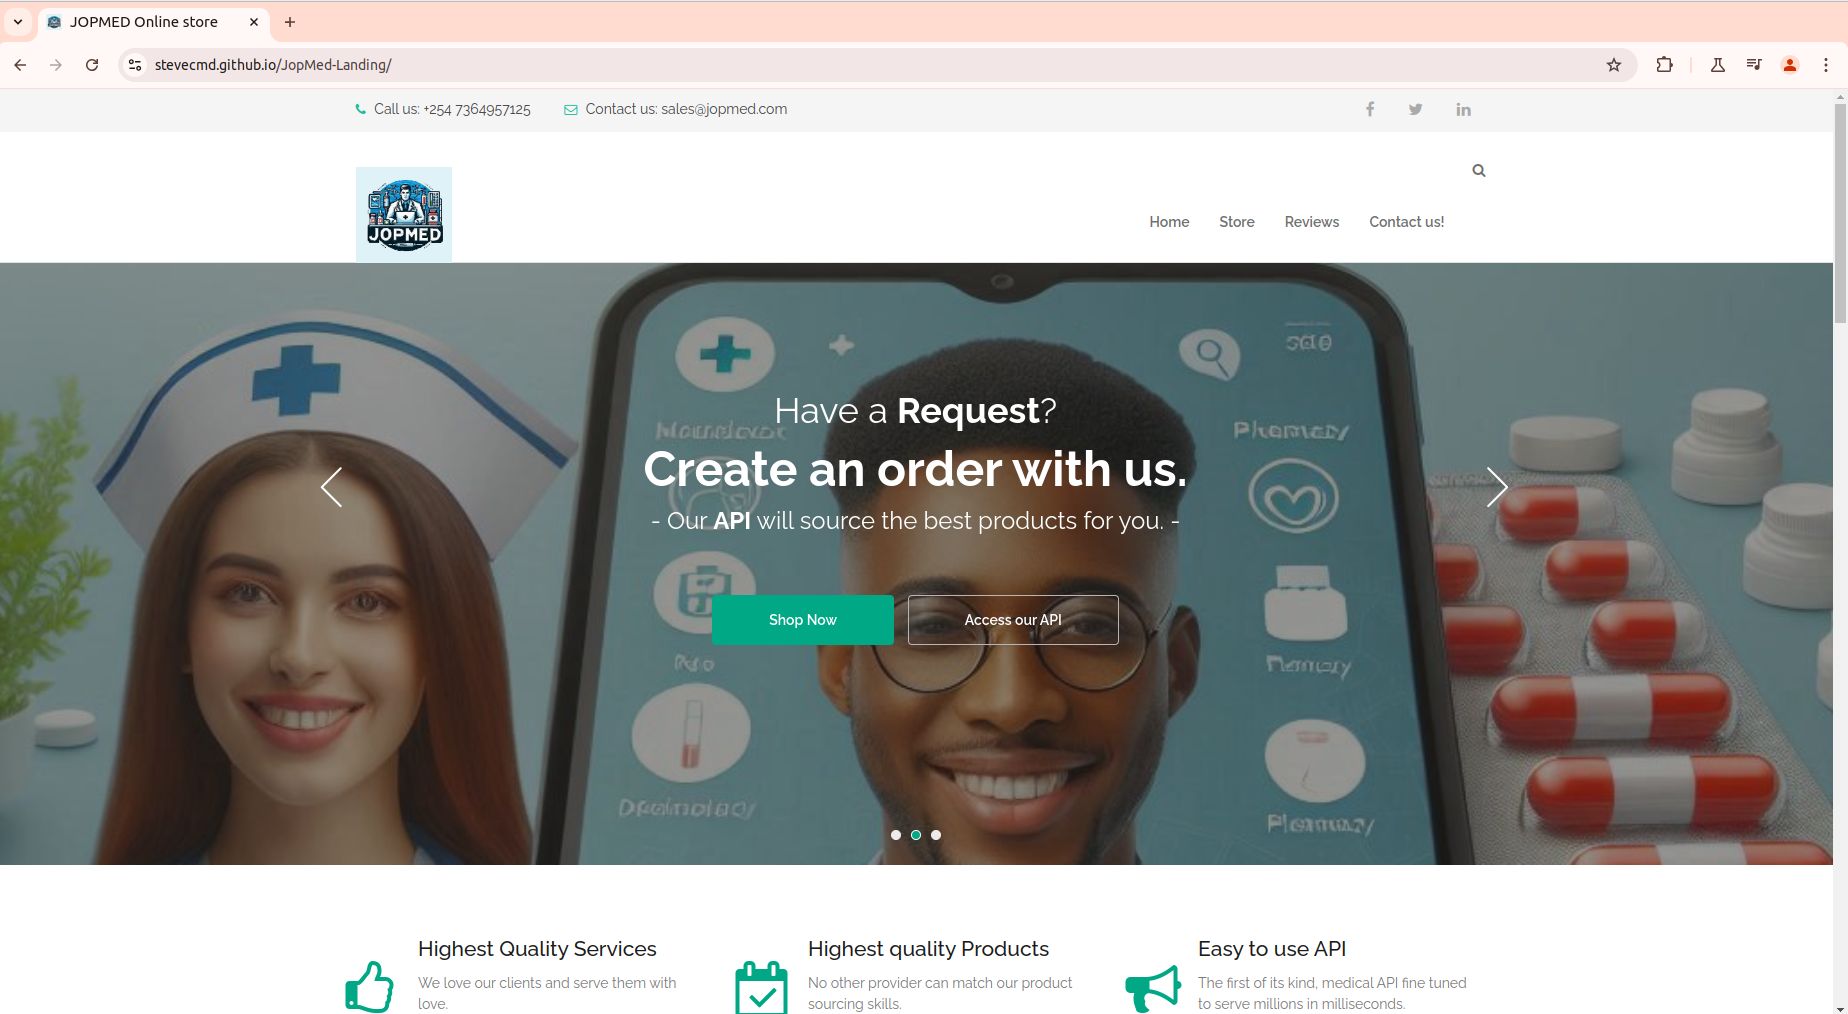 JOPMED Online store
stevecmd.github.io/JopMed-Landing/
Call us: +254 7364957125
Contact us: sales@jopmed.com
JOPMED
Home
Store
Reviews
Contact us!
Have a Request?
Create an order with us.
- Our API will source the best products for you. -
Shop Now
Access our API
Highest Quality Services
We love our clients and serve them with
love.
Highest quality Products
No other provider can match our product
sourcing skills.
Easy to use API
The first of its kind, medical API fine tuned
to serve millions in milliseconds.